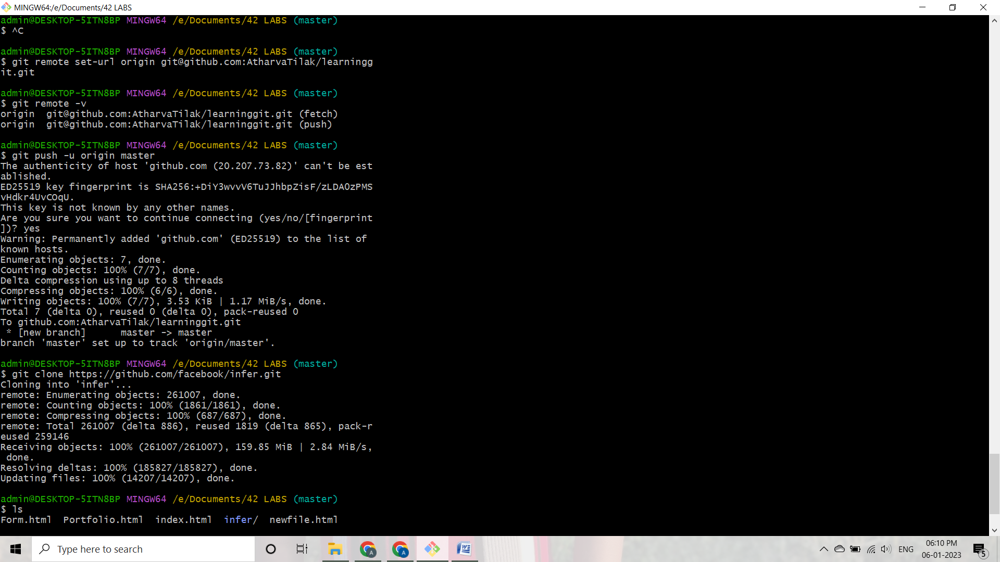 MINGW64:/e/Documents/42 LABS
admin@DESKTOP-5ITN8BP MINGW64 /e/Documents/42 LABS (master)
$ ^C
admin@DESKTOP-5ITN8BP MINGW64 /e/Documents/42 LABS (master)
$ git remote set-url origin git@github.com:AtharvaTilak/learningg
it.git
admin@DESKTOP-5ITN8BP MINGW64 /e/Documents/42 LABS (master)
$ git remote -v
origin  git@github.com:AtharvaTilak/learninggit.git (fetch)
origin  git@github.com:AtharvaTilak/learninggit.git (push)
admin@DESKTOP-5ITN8BP MINGW64 /e/Documents/42 LABS (master)
$ git push -u origin master
The authenticity of host 'github.com (20.207.73.82)' can't be est
ablished.
ED25519 key fingerprint is SHA256:+DiY3wvvV6TuJJhbpZisF/zLDA0zPMS
vHdkr4UvCOqU.
This key is not known by any other names.
Are you sure you want to continue connecting (yes/no/[fingerprint
])? yes
Warning: Permanently added 'github.com' (ED25519) to the list of
known hosts.
Enumerating objects: 7, done.
Counting objects: 100% (7/7), done.
Delta compression using up to 8 threads
Compressing objects: 100% (6/6), done.
Writing objects: 100% (7/7), 3.53 KiB | 1.17 MiB/s, done.
Total 7 (delta 0), reused 0 (delta 0), pack-reused 0
To github.com:AtharvaTilak/learninggit.git
 * [new branch]      master -> master
branch 'master' set up to track 'origin/master'.
admin@DESKTOP-5ITN8BP MINGW64 /e/Documents/42 LABS (master)
$ git clone https://github.com/facebook/infer.git
Cloning into 'infer'...
remote: Enumerating objects: 261007, done.
remote: Counting objects: 100% (1861/1861), done.
remote: Compressing objects: 100% (687/687), done.
remote: Total 261007 (delta 886), reused 1819 (delta 865), pack-r
eused 259146
Receiving objects: 100% (261007/261007), 159.85 MiB | 2.84 MiB/s,
 done.
Resolving deltas: 100% (185827/185827), done.
Updating files: 100% (14207/14207), done.
admin@DESKTOP-5ITN8BP MINGW64 /e/Documents/42 LABS (master)
$ ls
Form.html  Portfolio.html  index.html  infer/  newfile.html
Type here to search
A
A
W
ENG
06:10 PM
06-01-2023
5